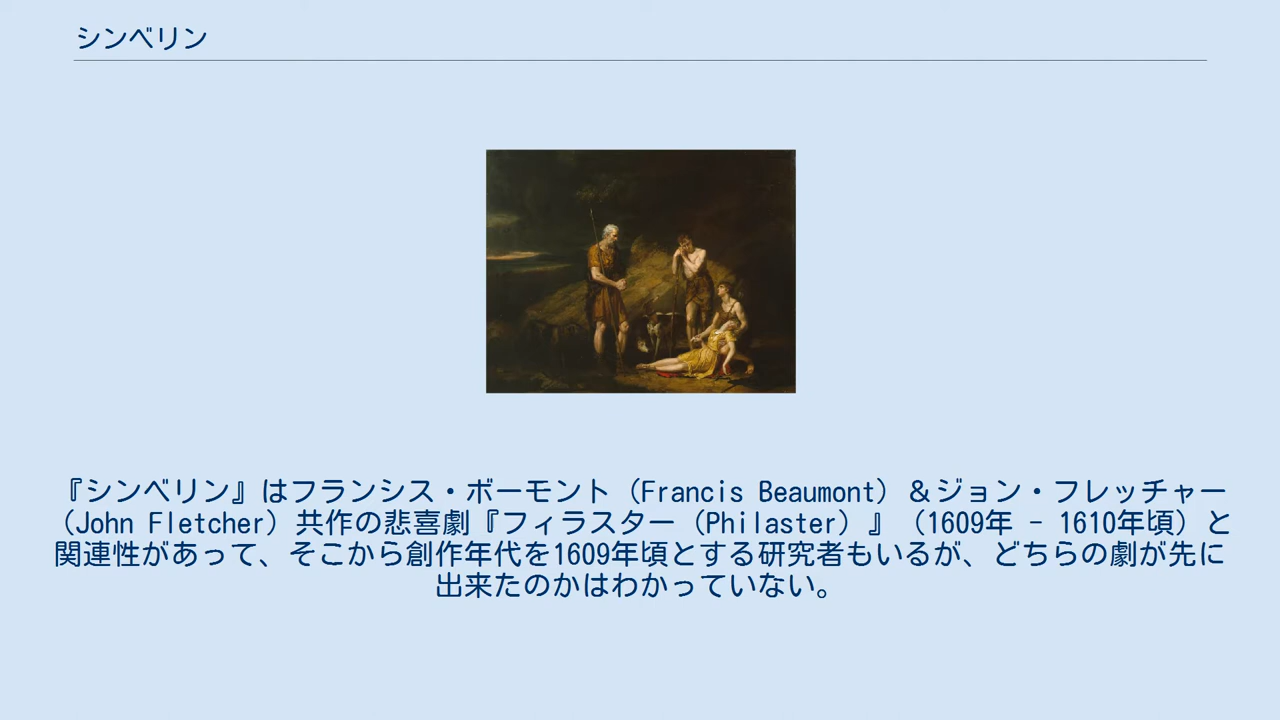 シンベリン
『シンベリン』はフランシス・ボーモント（Francis Beaumont）＆ジョン・フレッチャー
（John Fletcher）共作の悲喜劇『フィラスター（Philaster）』（1609年 - 1610年頃）と
関連性があって、そこから創作年代を1609年頃とする研究者もいるが、どちらの劇が先に
出来たのかはわかっていない。